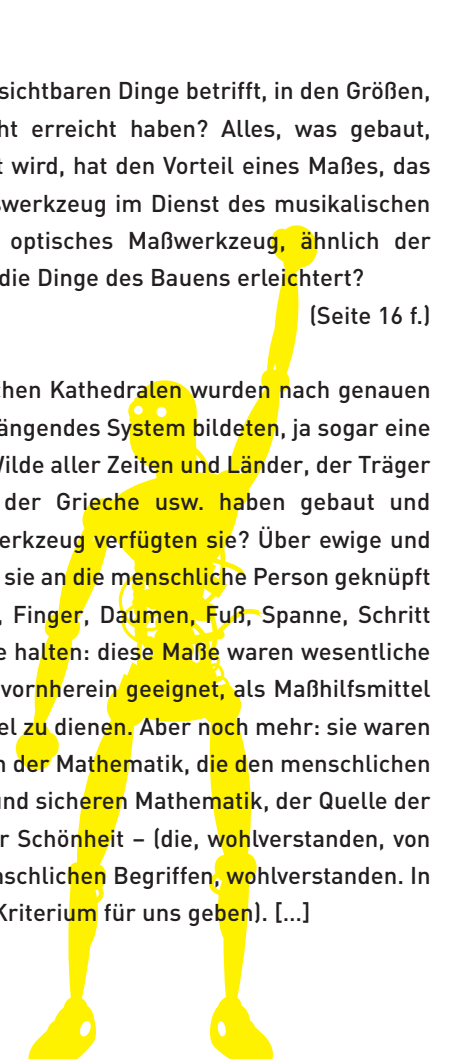 sichtbaren Dinge betrifft, in den Größen,
ht erreicht haben? Alles, was gebaut,
t wird, hat den Vorteil eines Maßes, das
swerkzeug im Dienst des musikalischen
optisches Maßwerkzeug, ähnlich der
die Dinge des Bauens erleichtert?
(Seite 16 f.)
chen Kathedralen wurden nach genauen
ängendes System bildeten, ja sogar eine
Wilde aller Zeiten und Länder, der Träger
der Grieche usw. haben gebaut und
erkzeug verfügten sie? Über ewige und
sie an die menschliche Person geknüpft
, Finger, Daumen, Fuß, Spanne, Schritt
e halten: diese Maße waren wesentliche
vornherein geeignet, als Maßhilfsmittel
el zu dienen. Aber noch mehr: sie waren
n der Mathematik, die den menschlichen
und sicheren Mathematik, der Quelle der
r Schönheit – (die, wohlverstanden, von
nschlichen Begriffen, wohlverstanden. In
Kriterium für uns geben). [...]